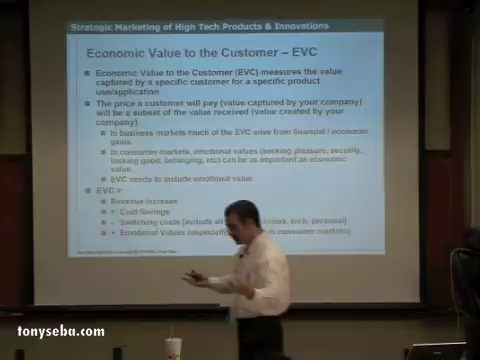 Strategic Marketing of High Tech Products & Innovations
Economic Value to the Customer – EVC
Economic Value to the Customer (EVC) measures the value
captured by a specific customer for a specific product
use/application
The price a customer will pay (value captured by your company)
will be a subset of the value received (value created by your
company)
In business markets much of the EVC arise from financial / economic
gains
In consumer markets, emotional values (seeking pleasure, security,
looking good, belonging, etc) can be as important as economic
value.
EVC needs to include emotional value
EVC =
Revenue Increase
+ Cost Savings
- Switching costs (include all tech, personal)
+ Emotional Values (especially consumer markets)
tonyseba.com